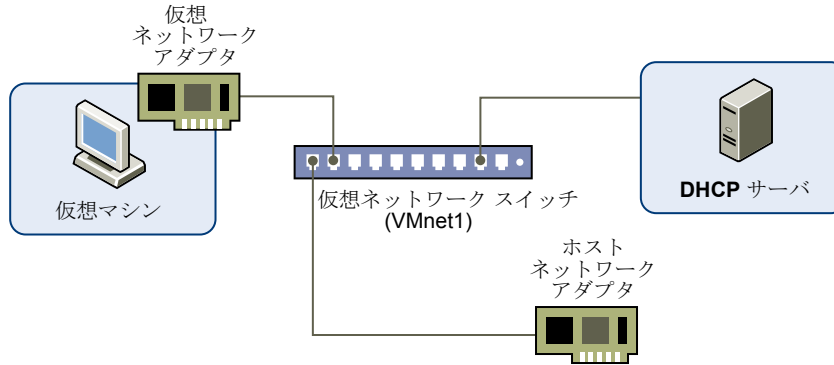 仮想
ネットワーク
アダプタ
仮想マシン
仮想ネットワーク スイッチ
(VMnet1)
DHCP サーバ
ホスト
ネットワーク
アダプタ